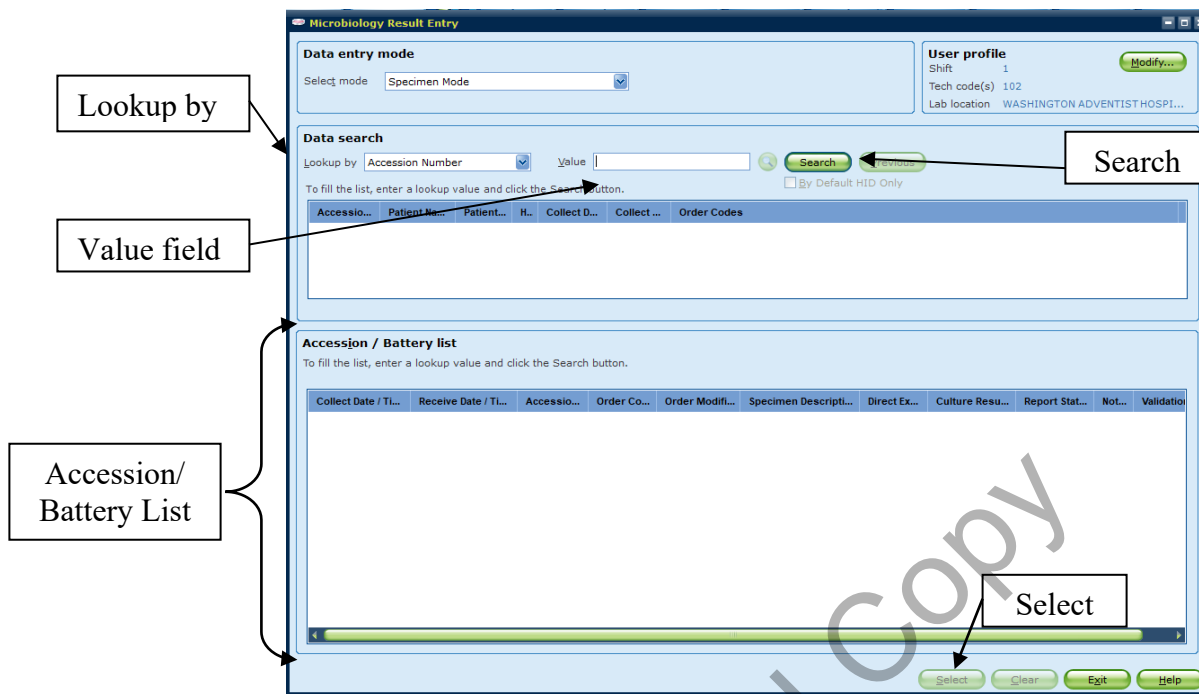 Microbiology Result Entry
Data entry mode
Select mode Specimen Mode
User profile
Shift 1
Modify...
Tech code(s) 102
Lab location WASHINGTON ADVENTIST HOSPI...
Lookup by
Data search
Lookup by Accession Number Value Search Previous
Search
By Default HID Only
To fill the list, enter a lookup value and click the Search button.
Accessio... Patient Na... Patient... H.. Collect D... Collect ... Order Codes
Value field
Accession / Battery list
To fill the list, enter a lookup value and click the Search button.
Collect Date / Ti... Receive Date / Ti... Accessio... Order Co... Order Modifi... Specimen Descripti... Direct Ex... Culture Resu... Report Stat... Not... Validation
Accession/
Battery List
Copy
Select
Select Clear Exit Help